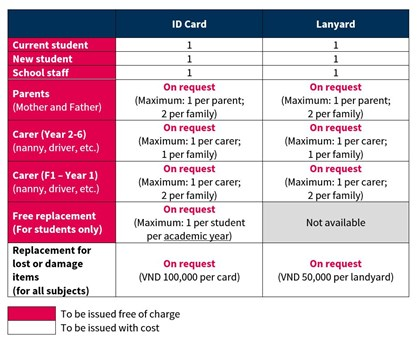 ID Card Lanyard
Current student 1 1
New student 1 1
School staff 1 1
Parents
(Mother and Father)
On request
(Maximum: 1 per parent;
2 per family)
On request
(Maximum: 1 per parent;
2 per family)
Carer (Year 2-6)
(nanny, driver, etc.)
On request
(Maximum: 1 per carer;
1 per family)
On request
(Maximum: 1 per carer;
1 per family)
Carer (F1 – Year 1)
(nanny, driver, etc.)
On request
(Maximum: 1 per carer;
2 per family)
On request
(Maximum: 1 per carer;
2 per family)
Free replacement
(For students only)
On request
(Maximum: 1 per student
per academic year)
Not available
Replacement for
lost or damage
items
(for all subjects)
On request
(VND 100,000 per card)
On request
(VND 50,000 per landyard)
To be issued free of charge
To be issued with cost